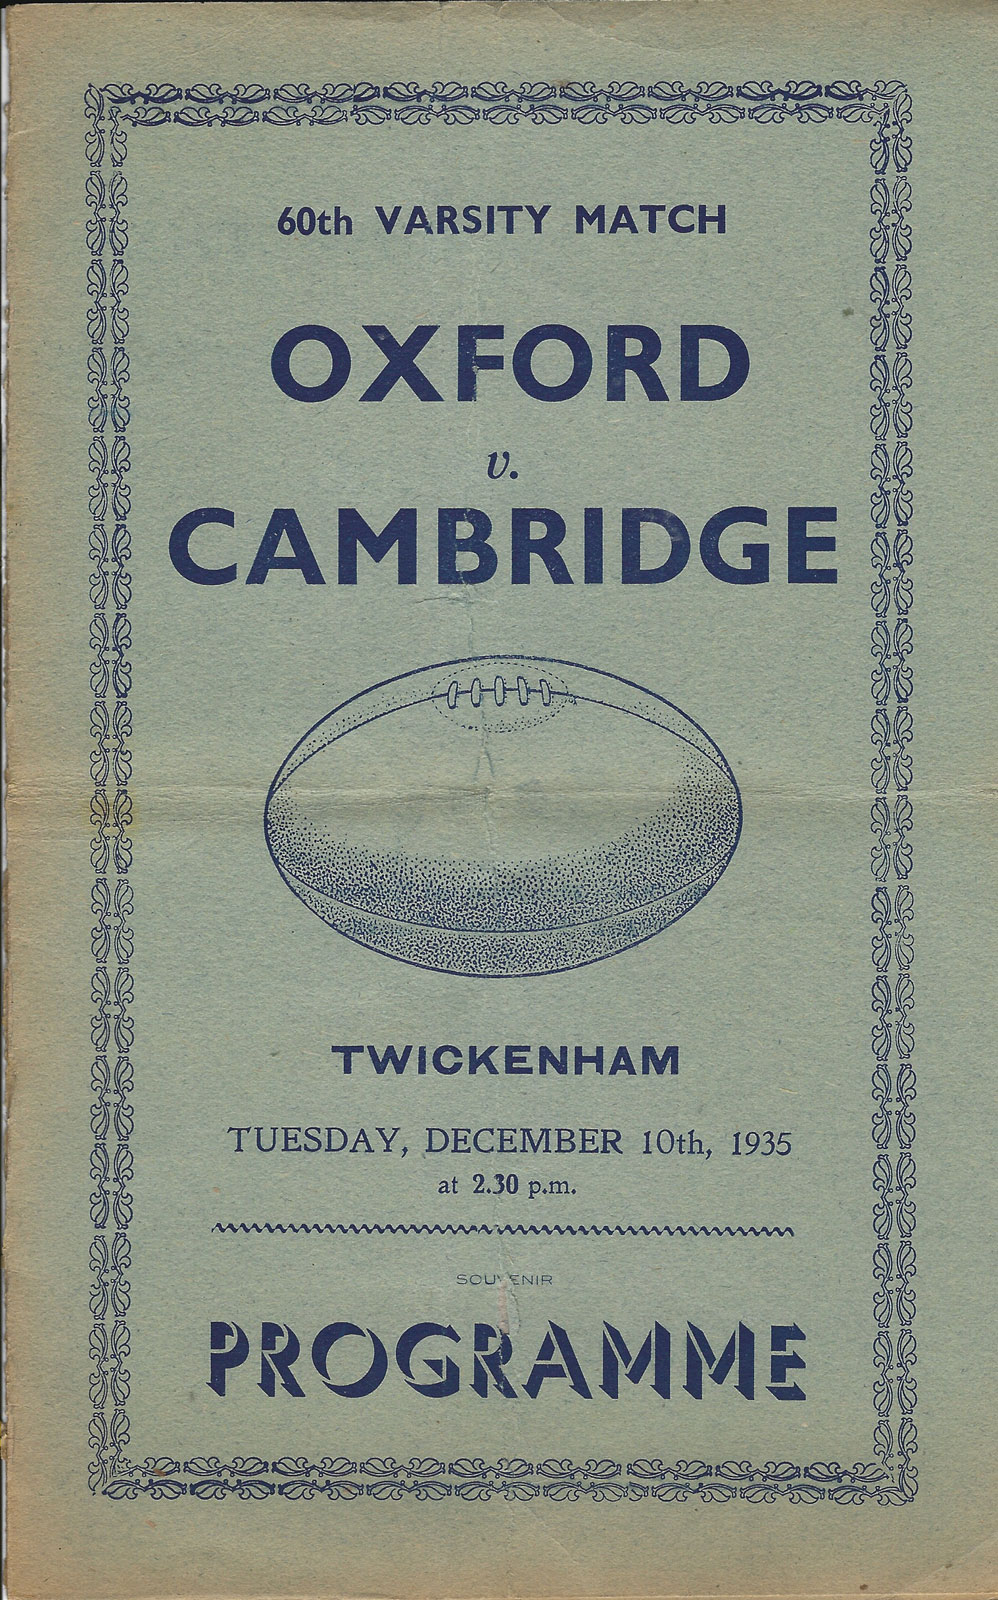 60th VARSITY MATCH
OXFORD
v.
CAMBRIDGE
TWICKENHAM
TUESDAY, DECEMBER 10th, 1935
at 2.30 p.m.
SOUVENIR
PROGRAMME